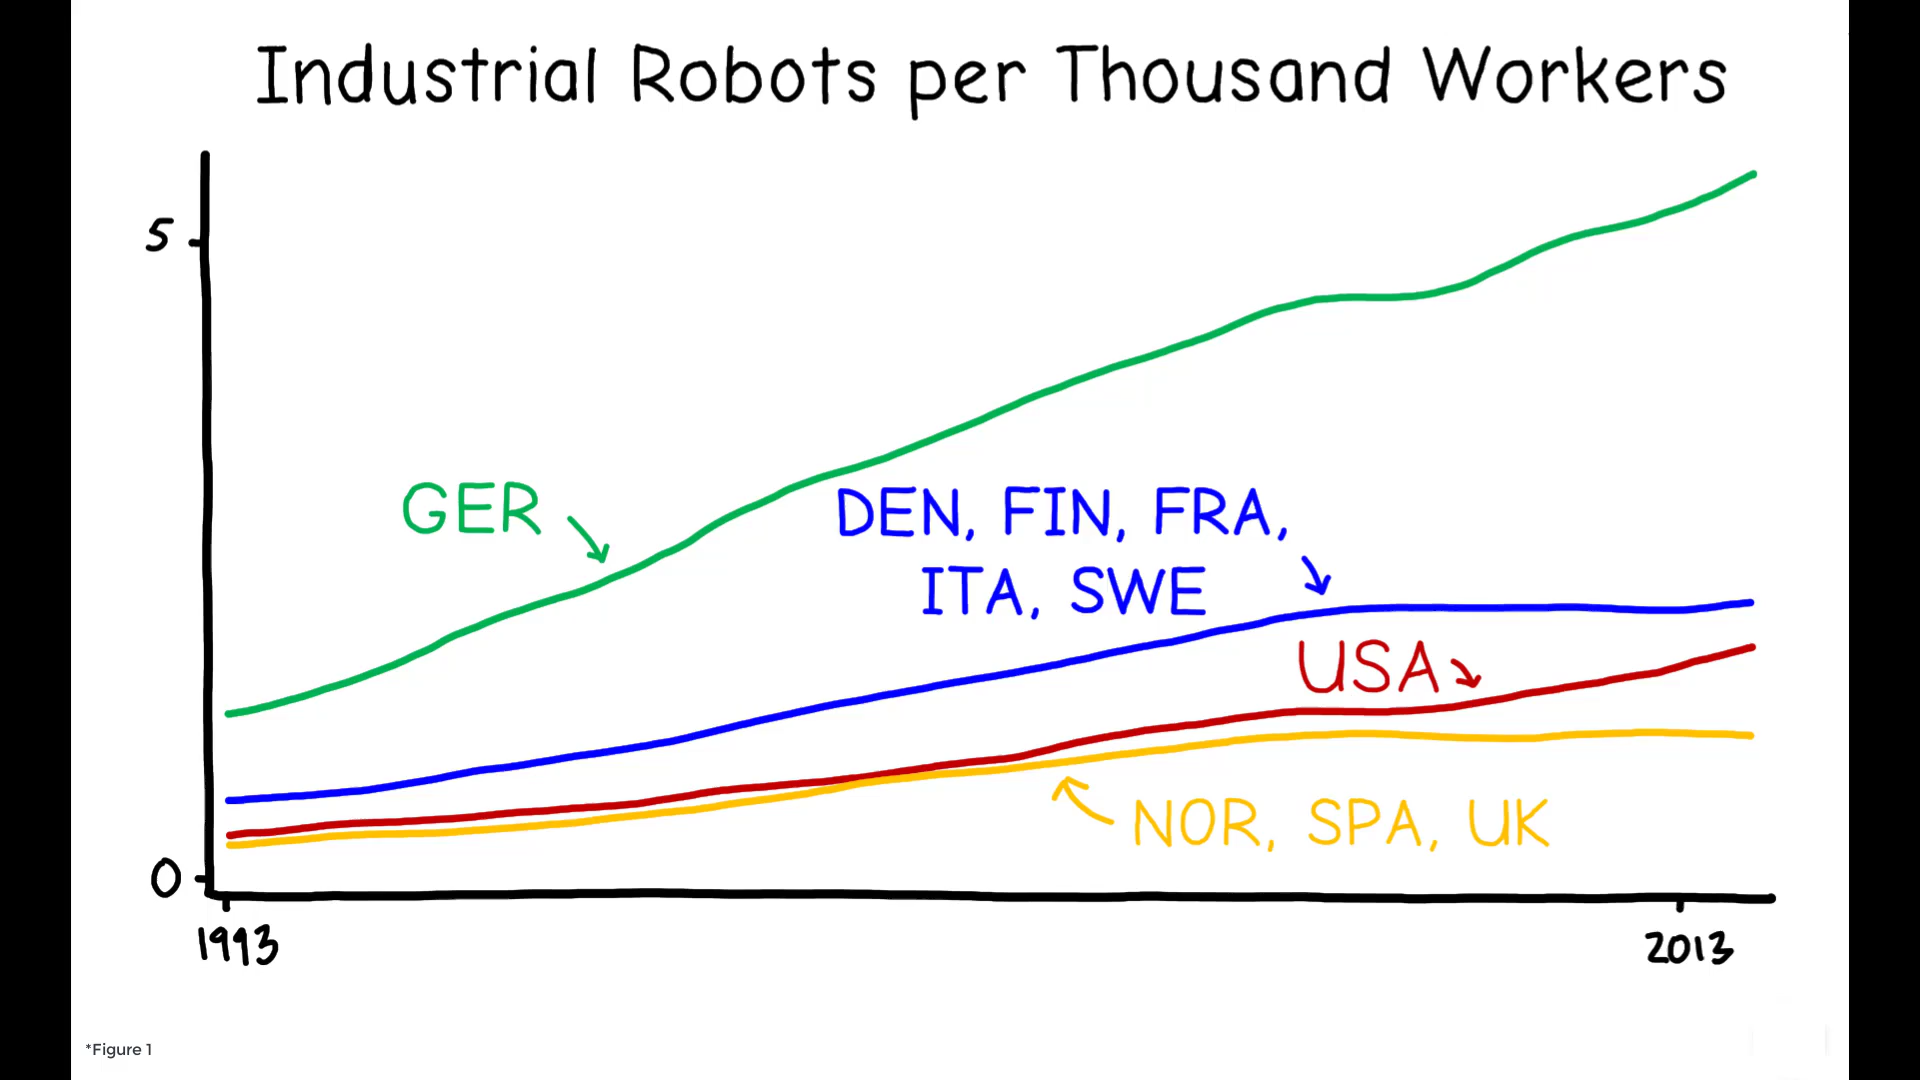 Industrial Robots per Thousand Workers
5
GER
DEN, FIN, FRA,
ITA, SWE
USA
NOR, SPA, UK
0
1993
2013
*Figure 1